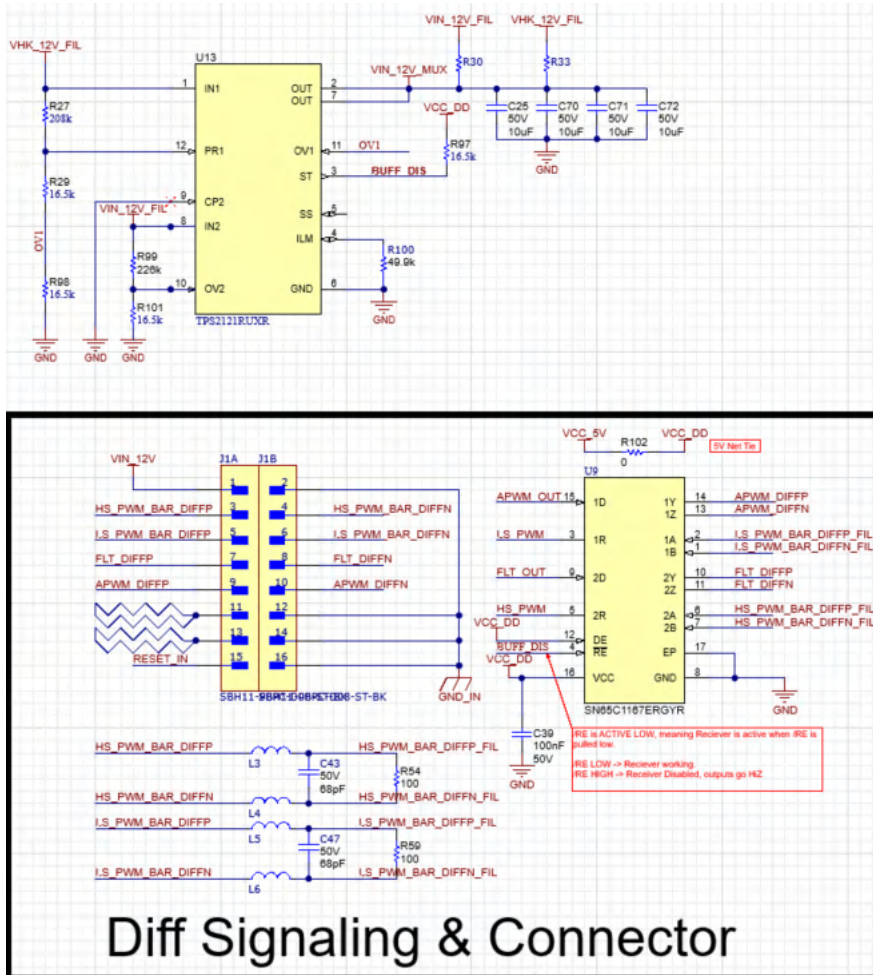 VIN_12V_FIL
VHK_12V_FIL
VHK_12V_FIL
U13
R30
R33
VIN_12V_MUX
1
IN1
OUT
2
OUT
7
VCC_DD
C25
50V
10uF
C70
50V
10uF
C71
50V
10uF
C72
50V
10uF
R27
208k
12
PR1
OV1
11
OV1
R97
16.5k
ST
3
BUFF_DIS
GND
R29
16.5k
9
CP2
VIN_12V_FIL
8
IN2
SS
5
ILM
4
R100
49.9k
OV1
R99
226k
10
OV2
GND
6
R98
16.5k
R101
16.5k
TPS2121RUXR
GND
GND
GND
GND
VCC_5V
R102
0
VCC_DD
5V Net Tie
VIN_12V
J1A
J1B
U9
1
2
HS_PWM_BAR_DIFFP
3
4
HS_PWM_BAR_DIFFN
LS_PWM_BAR_DIFFP
5
6
LS_PWM_BAR_DIFFN
FLT_DIFFP
7
8
FLT_DIFFN
APWM_DIFFP
9
10
APWM_DIFFN
11
12
13
14
RESET_IN
15
16
GND_IN
APWM_OUT
15
1D
1Y
14
APWM_DIFFP
1Z
13
APWM_DIFFN
LS_PWM
3
1R
1A
2
LS_PWM_BAR_DIFFP_FIL
1B
1
LS_PWM_BAR_DIFFN_FIL
FLT_OUT
9
2D
2Y
10
FLT_DIFFP
2Z
11
FLT_DIFFN
HS_PWM
5
2R
2A
6
HS_PWM_BAR_DIFFP_FIL
2B
7
HS_PWM_BAR_DIFFN_FIL
VCC_DD
12
DE
BUFF_DIS
4
RE
EP
17
VCC_DD
16
VCC
GND
8
SN65C1167ERGYR
GND
C39
100nF
50V
GND
/RE is ACTIVE LOW, meaning Reciever is active when /RE is
pulled low.
/RE LOW -> Reciever working.
/RE HIGH -> Receiver Disabled, outputs go HiZ
HS_PWM_BAR_DIFFP
L3
HS_PWM_BAR_DIFFP_FIL
C43
50V
68pF
R54
100
HS_PWM_BAR_DIFFN
L4
HS_PWM_BAR_DIFFN_FIL
LS_PWM_BAR_DIFFP
L5
LS_PWM_BAR_DIFFP_FIL
C47
50V
68pF
R59
100
LS_PWM_BAR_DIFFN
L6
LS_PWM_BAR_DIFFN_FIL
Diff Signaling & Connector